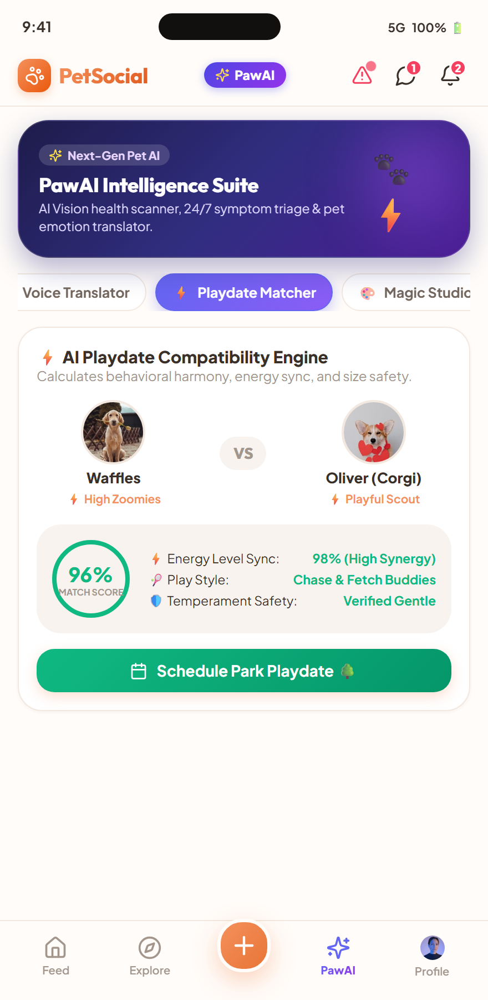 9:41
5G 100%
PetSocial
PawAI
1
2
Next-Gen Pet AI
PawAI Intelligence Suite
AI Vision health scanner, 24/7 symptom triage & pet
emotion translator.
Voice Translator
Playdate Matcher
Magic Studio
AI Playdate Compatibility Engine
Calculates behavioral harmony, energy sync, and size safety.
VS
Waffles
Oliver (Corgi)
High Zoomies
Playful Scout
96%
MATCH SCORE
Energy Level Sync: 98% (High Synergy)
Play Style: Chase & Fetch Buddies
Temperament Safety: Verified Gentle
Schedule Park Playdate
Feed
Explore
PawAI
Profile